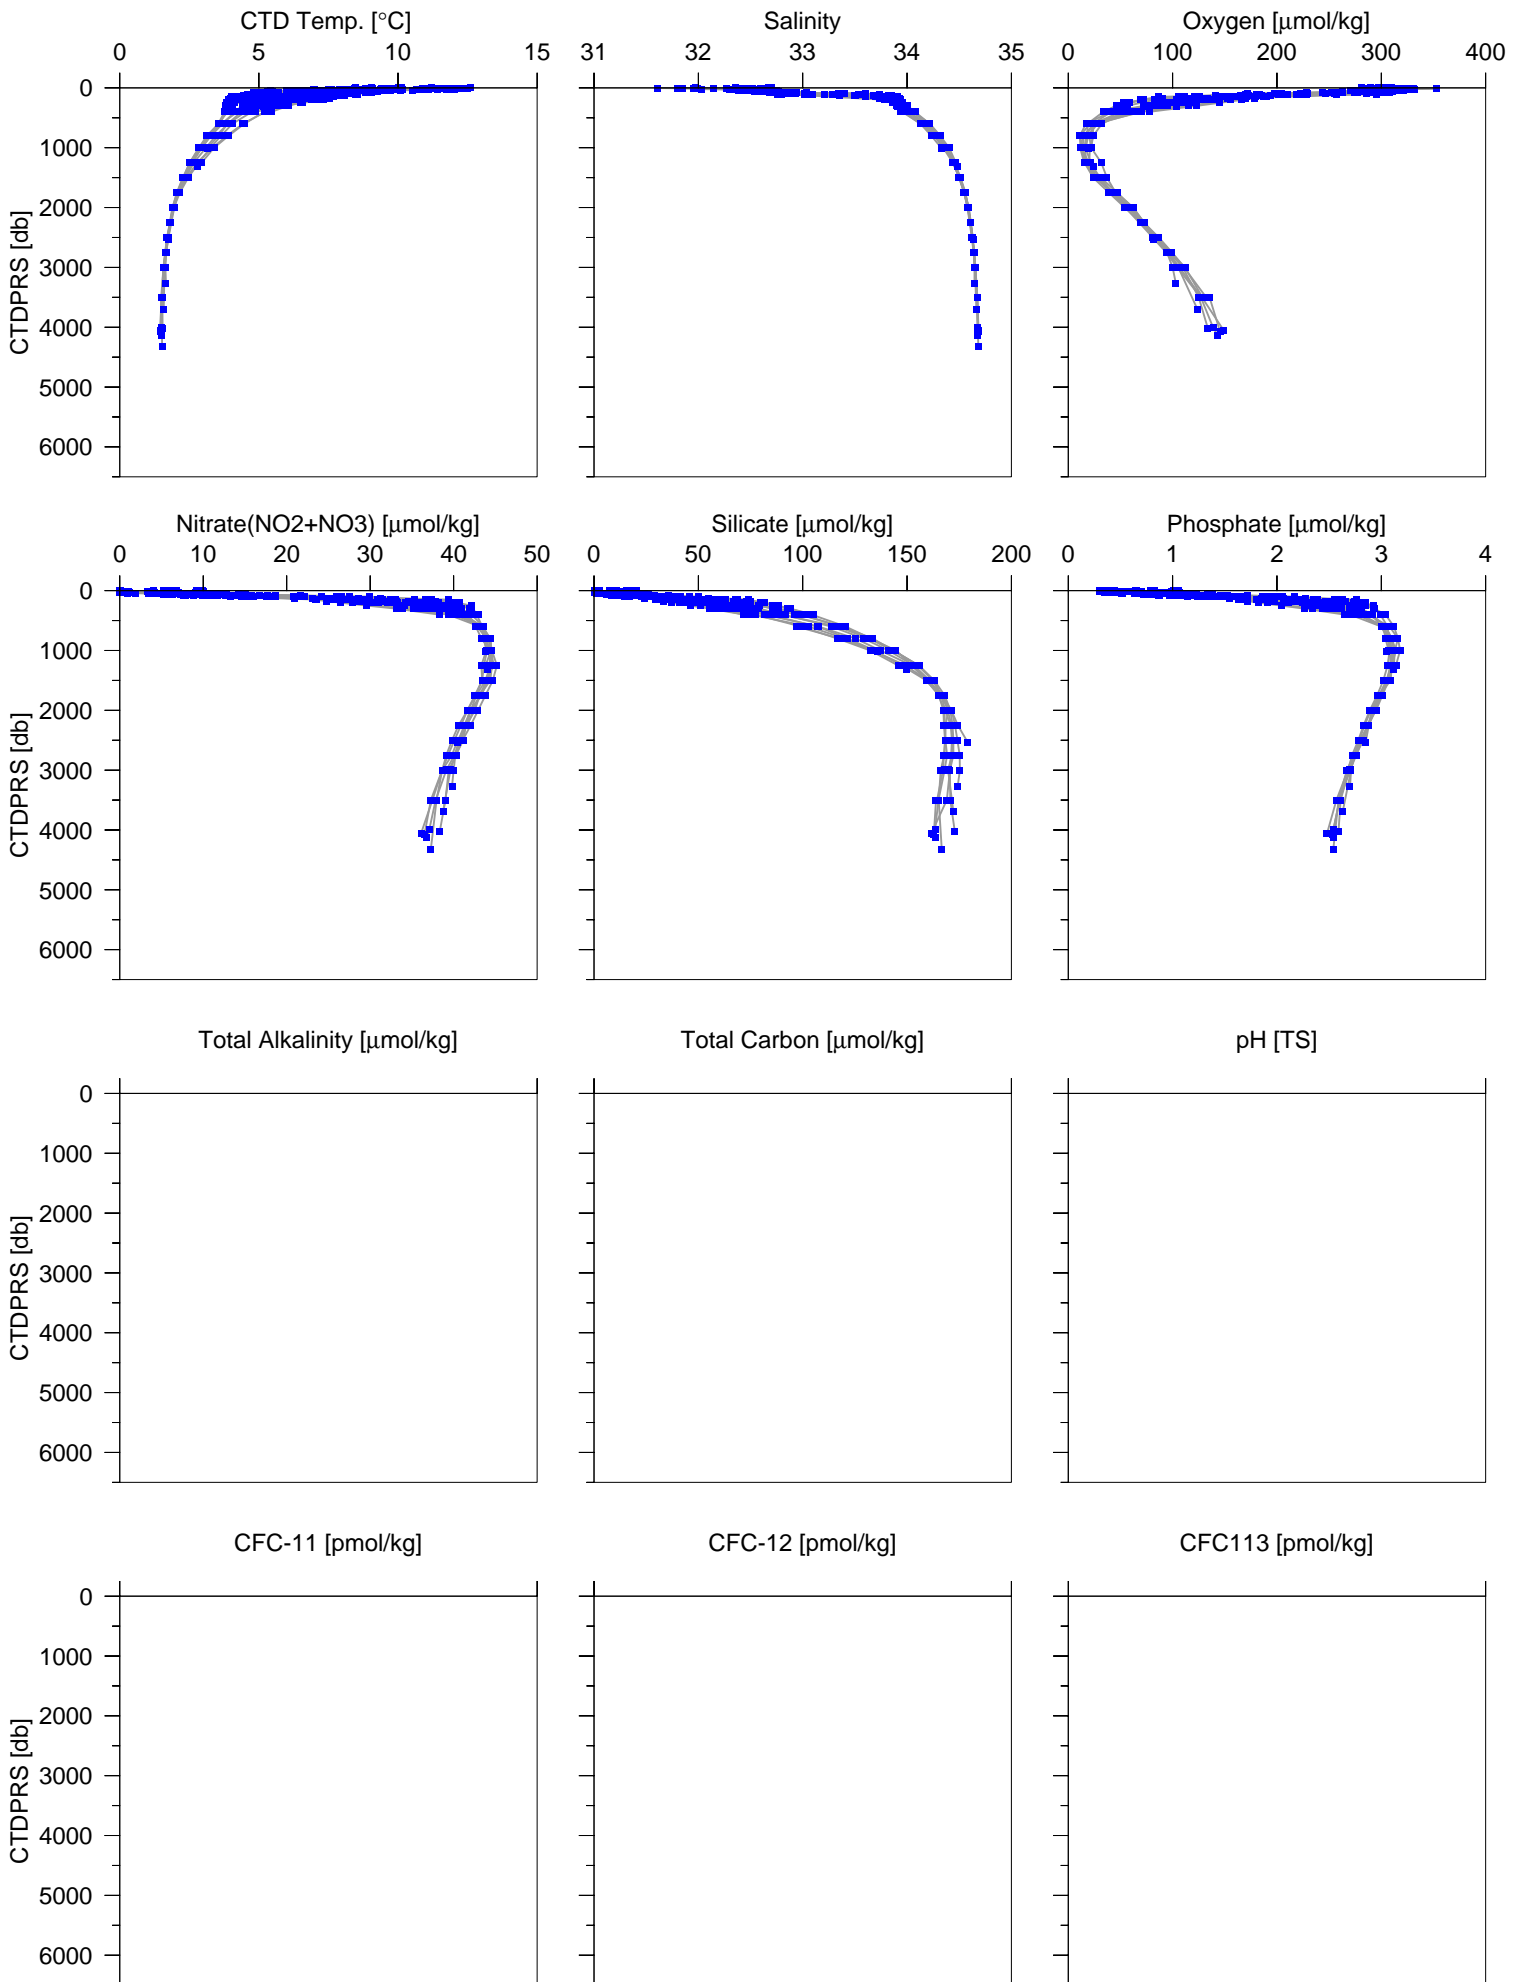 CTD Temp. [°C] Salinity Oxygen [μmol/kg]
0 5 10 15 31 32 33 34 35 0 100 200 300 400
0
1000
2000
3000
4000
5000
6000
CTDPRS [db]
Nitrate(NO2+NO3) [μmol/kg] Silicate [μmol/kg] Phosphate [μmol/kg]
0 10 20 30 40 50 0 50 100 150 200 0 1 2 3 4
0
1000
2000
3000
4000
5000
6000
CTDPRS [db]
Total Alkalinity [μmol/kg] Total Carbon [μmol/kg] pH [TS]
0
1000
2000
3000
4000
5000
6000
CTDPRS [db]
CFC-11 [pmol/kg] CFC-12 [pmol/kg] CFC113 [pmol/kg]
0
1000
2000
3000
4000
5000
6000
CTDPRS [db]